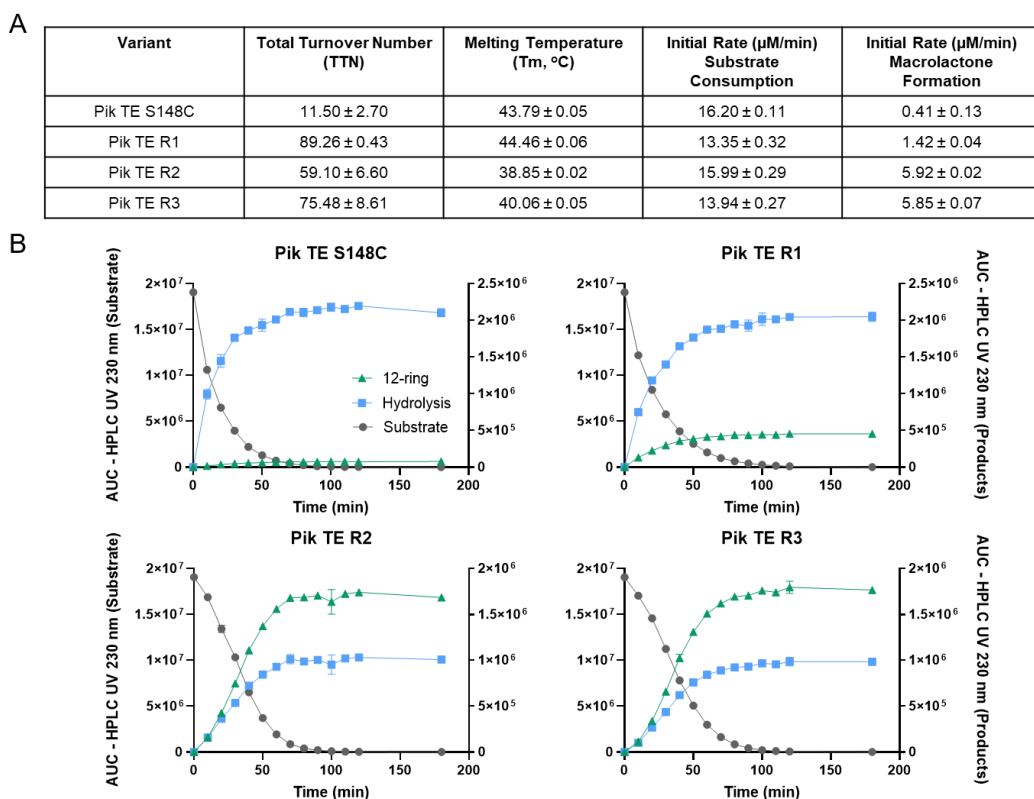 A
Variant Total Turnover Number (TTN) Melting Temperature (Tm, °C) Initial Rate (µM/min) Substrate Consumption Initial Rate (µM/min) Macrolactone Formation
Pik TE S148C 11.50 ± 2.70 43.79 ± 0.05 16.20 ± 0.11 0.41 ± 0.13
Pik TE R1 89.26 ± 0.43 44.46 ± 0.06 13.35 ± 0.32 1.42 ± 0.04
Pik TE R2 59.10 ± 6.60 38.85 ± 0.02 15.99 ± 0.29 5.92 ± 0.02
Pik TE R3 75.48 ± 8.61 40.06 ± 0.05 13.94 ± 0.27 5.85 ± 0.07
B
Pik TE S148C
AUC - HPLC UV 230 nm (Substrate)
2×10⁷
1.5×10⁷
1×10⁷
5×10⁶
0
2.5×10⁶
2×10⁶
1.5×10⁶
1×10⁶
5×10⁵
0
12-ring
Hydrolysis
Substrate
0 50 100 150 200
Time (min)
Pik TE R1
2×10⁷
1.5×10⁷
1×10⁷
5×10⁶
0
2.5×10⁶
2×10⁶
1.5×10⁶
1×10⁶
5×10⁵
0
AUC - HPLC UV 230 nm (Products)
0 50 100 150 200
Time (min)
Pik TE R2
AUC - HPLC UV 230 nm (Substrate)
2×10⁷
1.5×10⁷
1×10⁷
5×10⁶
0
2×10⁶
1.5×10⁶
1×10⁶
5×10⁵
0
0 50 100 150 200
Time (min)
Pik TE R3
2×10⁷
1.5×10⁷
1×10⁷
5×10⁶
0
2×10⁶
1.5×10⁶
1×10⁶
5×10⁵
0
AUC - HPLC UV 230 nm (Products)
0 50 100 150 200
Time (min)